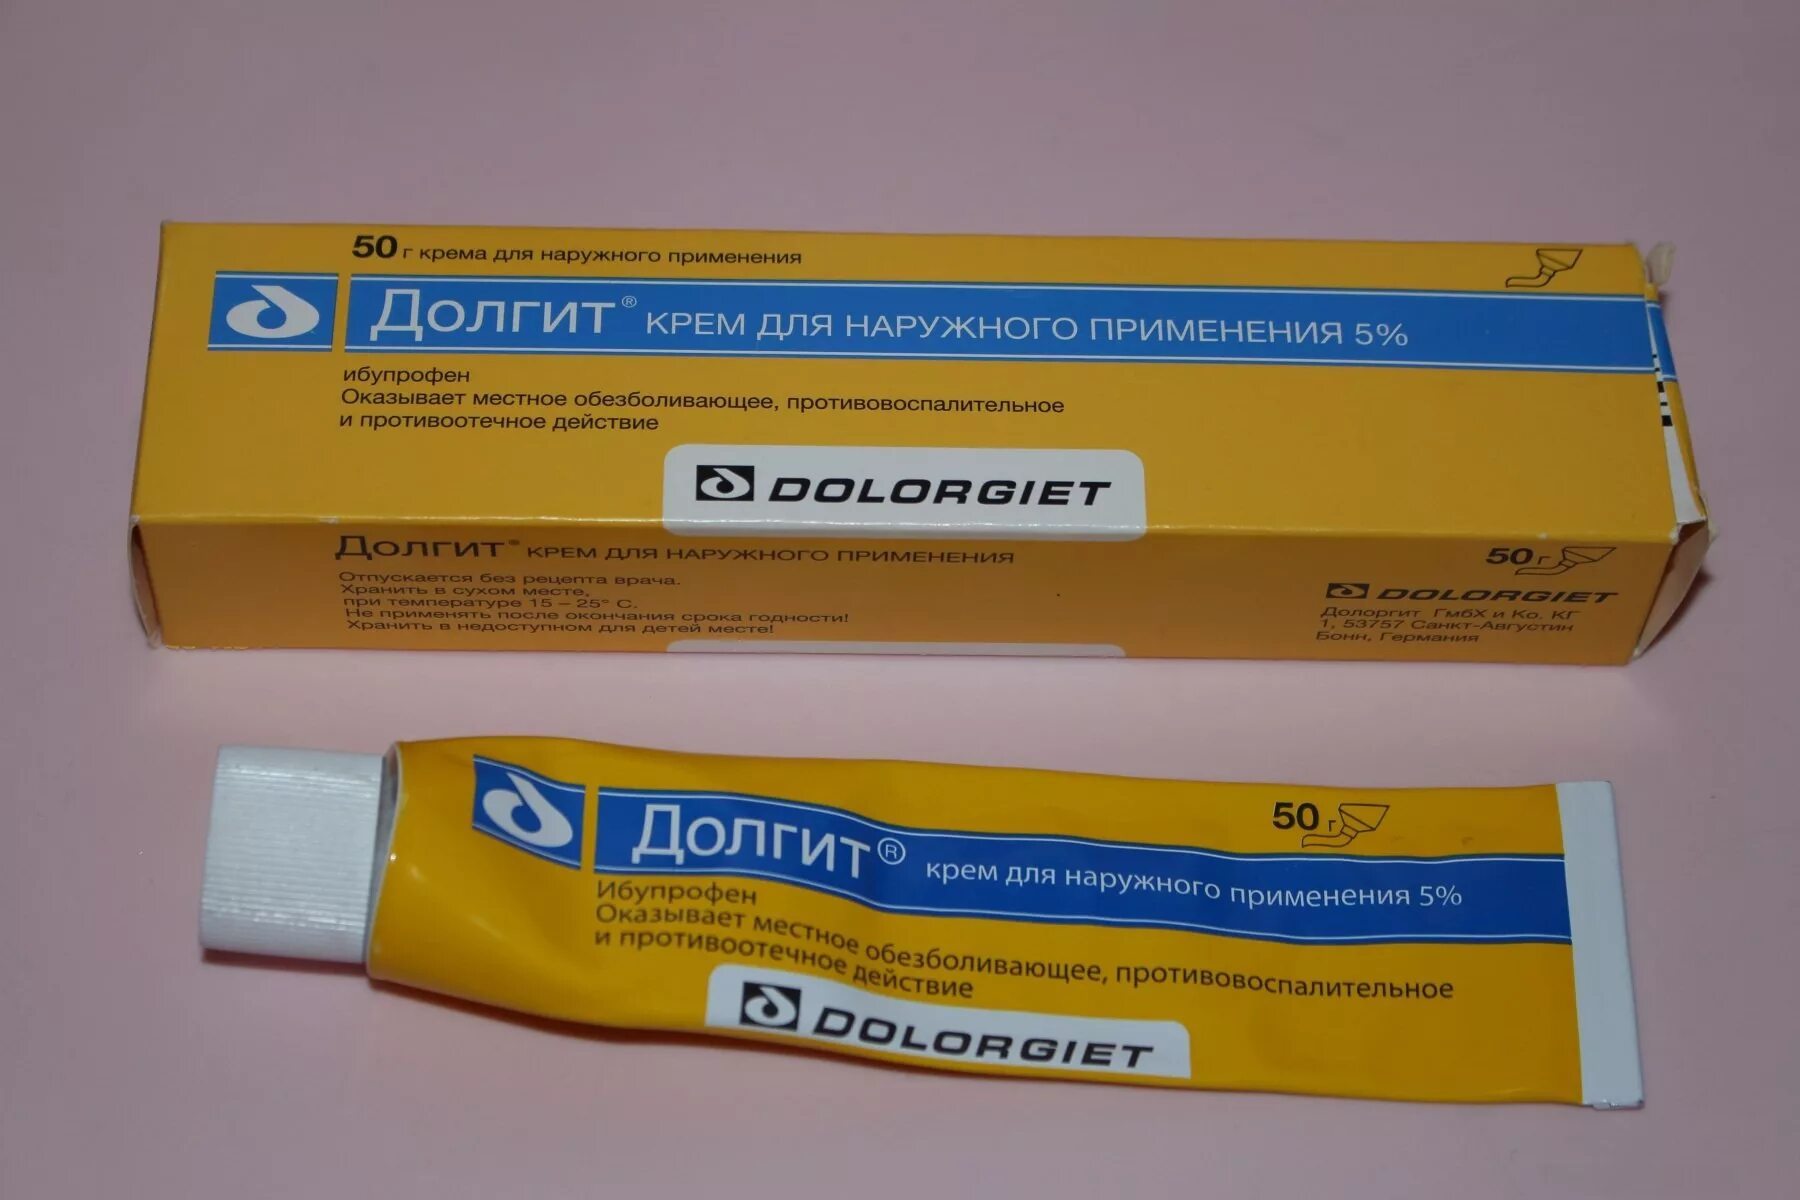 50 г крема для наружного применения
Долгит® КРЕМ ДЛЯ НАРУЖНОГО ПРИМЕНЕНИЯ 5%
ибупрофен
Оказывает местное обезболивающее, противовоспалительное
и противоотечное действие
DOLORGIET
Долгит® КРЕМ ДЛЯ НАРУЖНОГО ПРИМЕНЕНИЯ
Отпускается без рецепта врача.
Хранить в сухом месте,
при температуре 15 – 25° С.
Не применять после окончания срока годности!
Хранить в недоступном для детей месте!
50 г
DOLORGIET
Долоргит ГмбХ и Ко. КГ
1, 53757 Санкт-Августин
Бонн, Германия
50 г
Долгит® крем для наружного применения 5%
Ибупрофен
Оказывает местное обезболивающее, противовоспалительное
и противоотечное действие
DOLORGIET